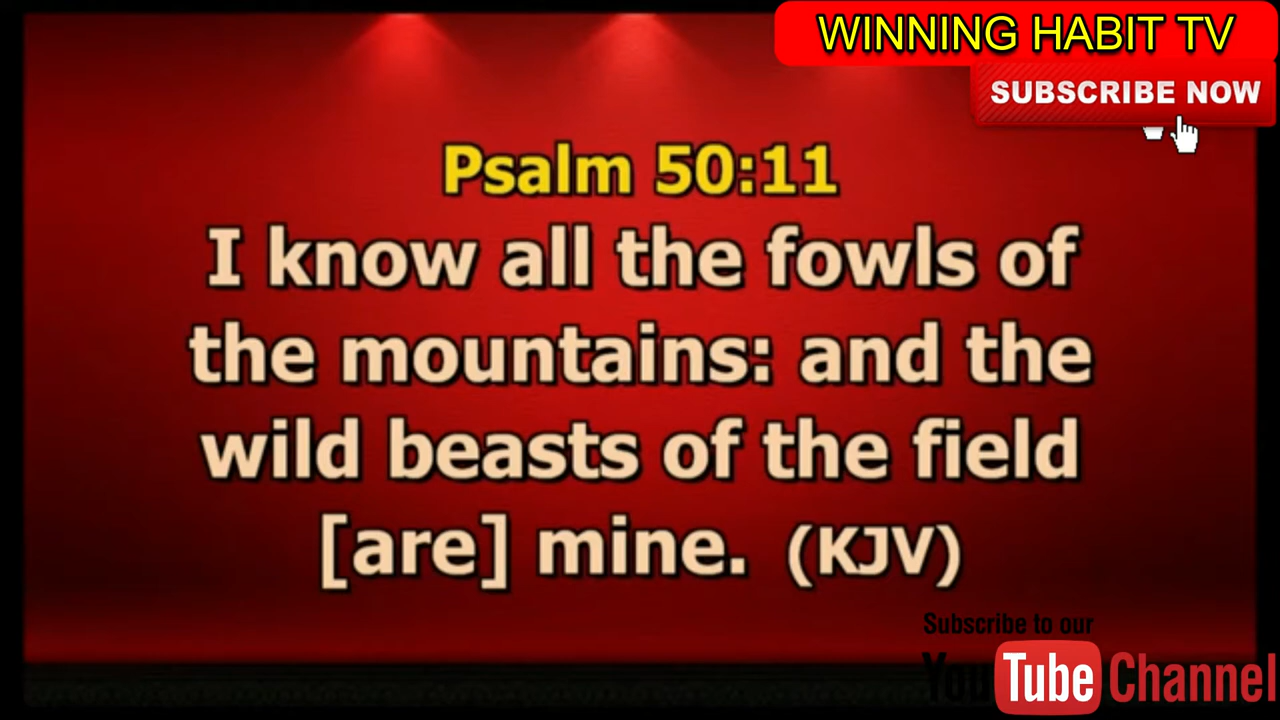 WINNING HABIT TV
SUBSCRIBE NOW
Psalm 50:11
I know all the fowls of
the mountains: and the
wild beasts of the field
[are] mine. (KJV)
Subscribe to our
YouTube Channel